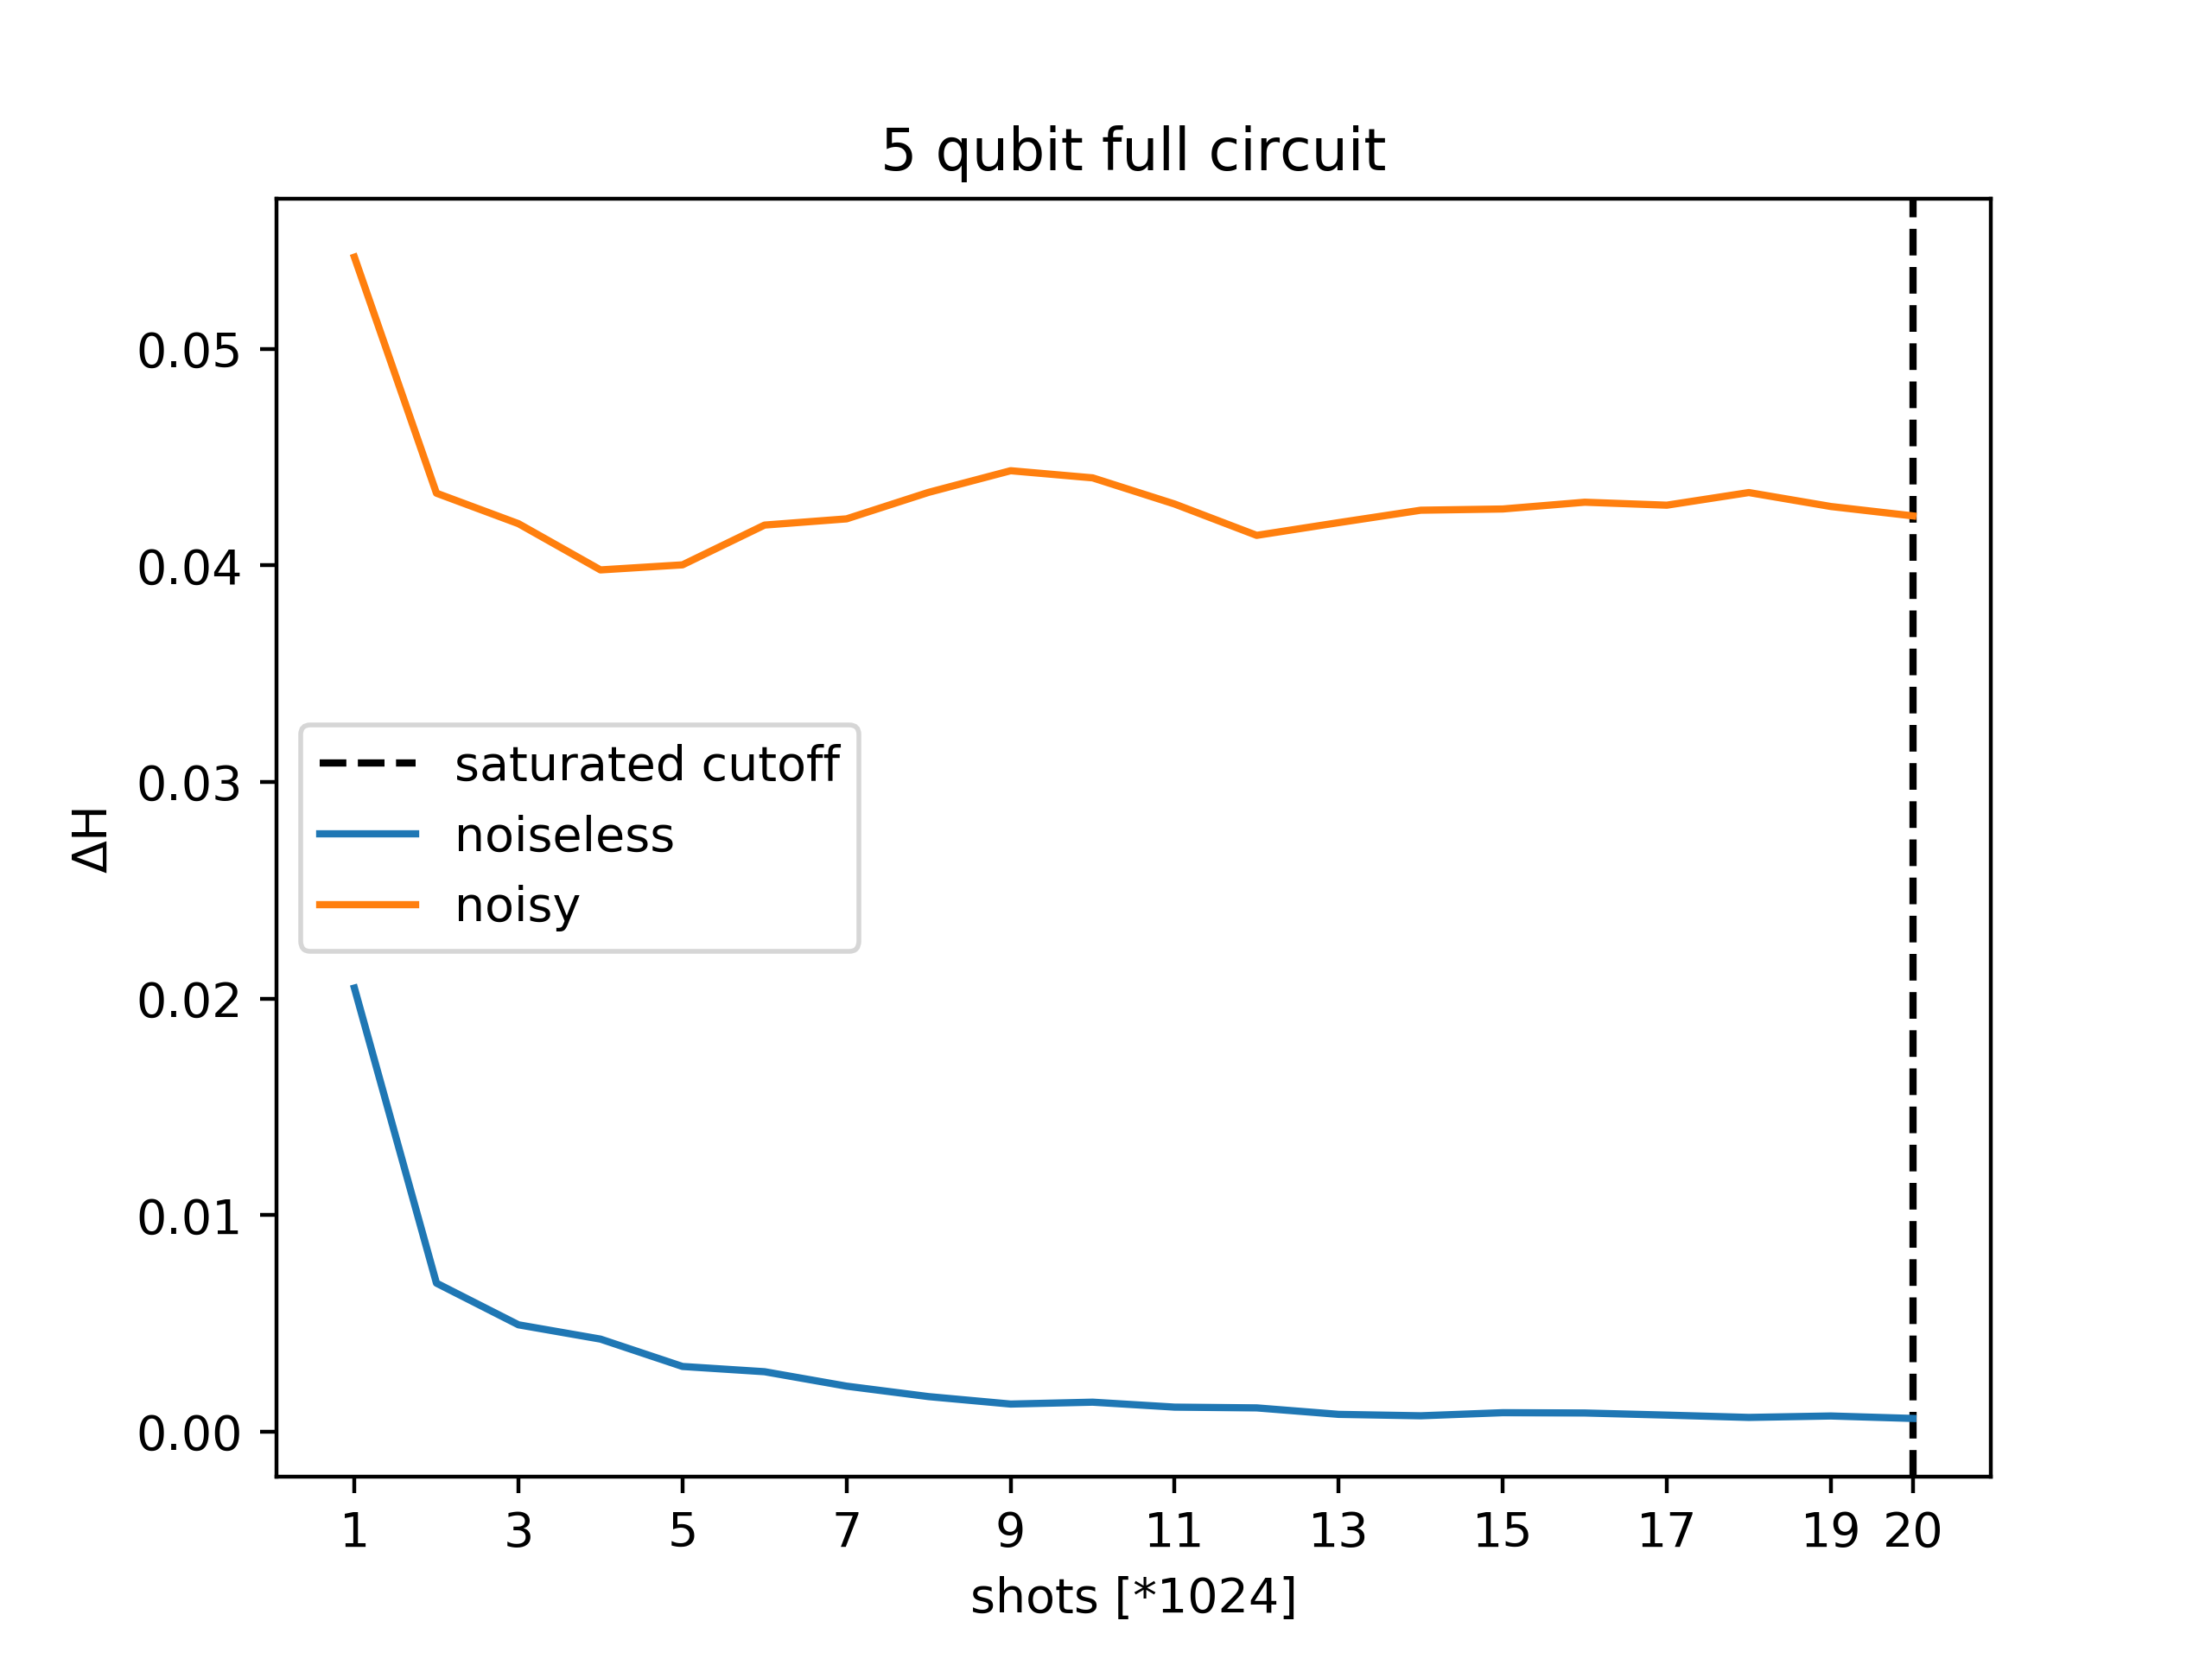 5 qubit full circuit
0.05
0.04
0.03
0.02
0.01
0.00
ΔH
saturated cutoff
noiseless
noisy
1 3 5 7 9 11 13 15 17 19 20
shots [*1024]